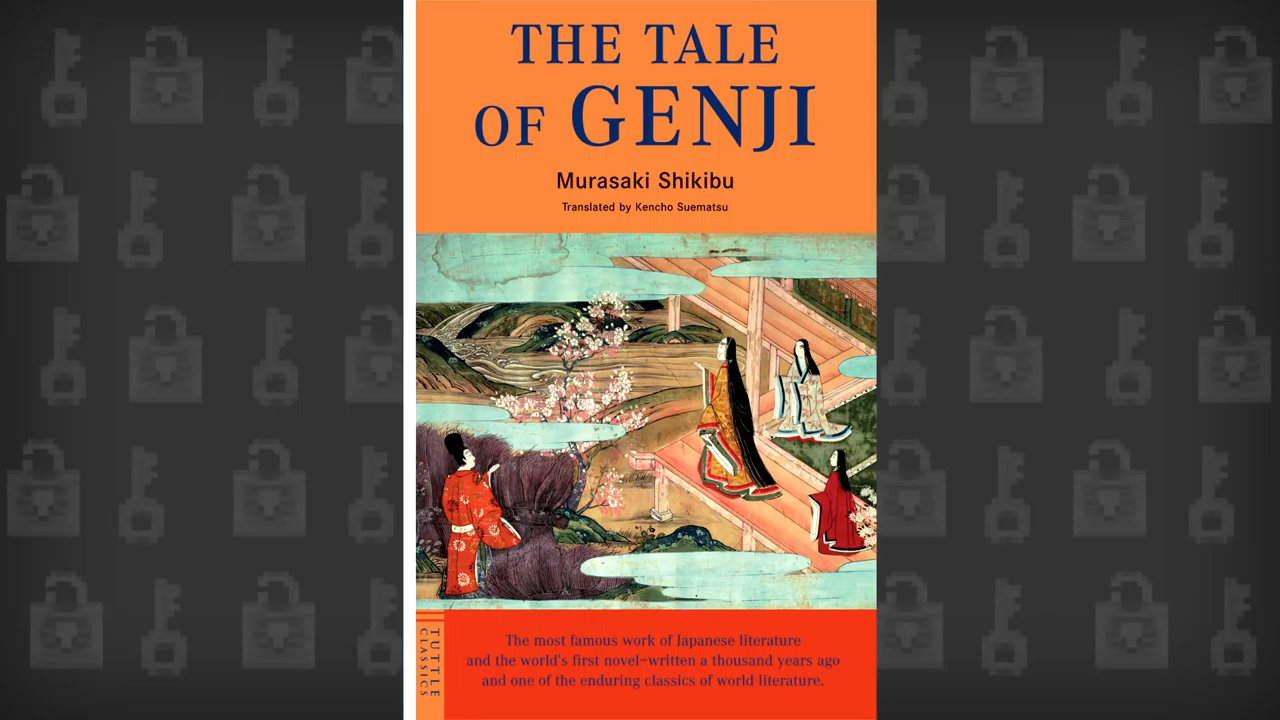 THE TALE
OF GENJI
Murasaki Shikibu
Translated by Kencho Suematsu
The most famous work of Japanese literature
and the world's first novel–written a thousand years ago
and one of the enduring classics of world literature.
TUTTLE
CLASSICS